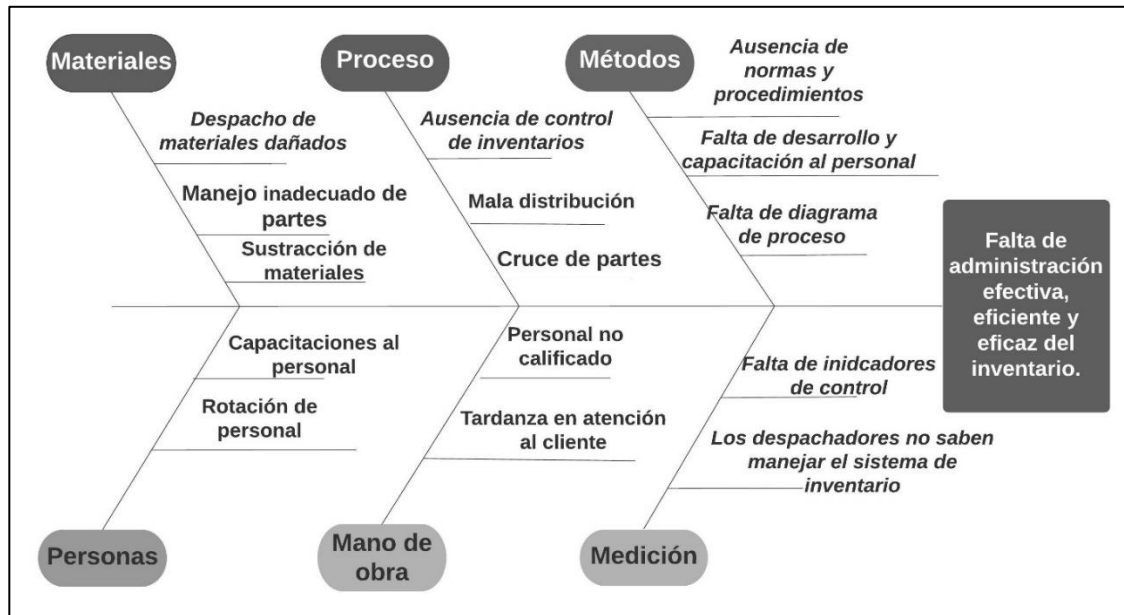 Materiales
Despacho de
materiales dañados
Manejo inadecuado de
partes
Sustracción de
materiales
Proceso
Ausencia de control
de inventarios
Mala distribución
Cruce de partes
Métodos
Ausencia de
normas y
procedimientos
Falta de desarrollo y
capacitación al personal
Falta de diagrama
de proceso
Falta de
administración
efectiva,
eficiente y
eficaz del
inventario.
Capacitaciones al
personal
Rotación de
personal
Personas
Personal no
calificado
Tardanza en atención
al cliente
Mano de
obra
Falta de inidcadores
de control
Los despachadores no saben
manejar el sistema de
inventario
Medición